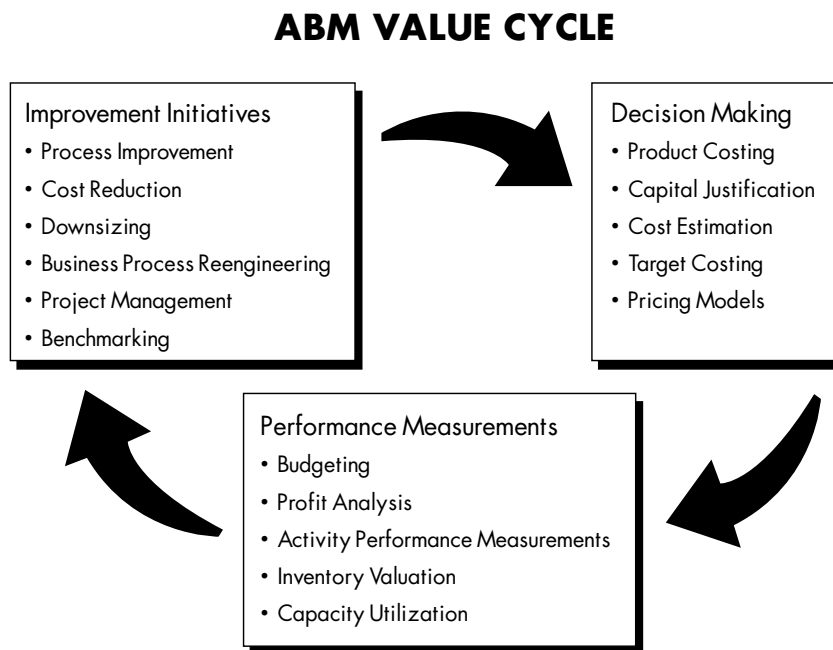 ABM VALUE CYCLE
Improvement Initiatives
• Process Improvement
• Cost Reduction
• Downsizing
• Business Process Reengineering
• Project Management
• Benchmarking
Decision Making
• Product Costing
• Capital Justification
• Cost Estimation
• Target Costing
• Pricing Models
Performance Measurements
• Budgeting
• Profit Analysis
• Activity Performance Measurements
• Inventory Valuation
• Capacity Utilization